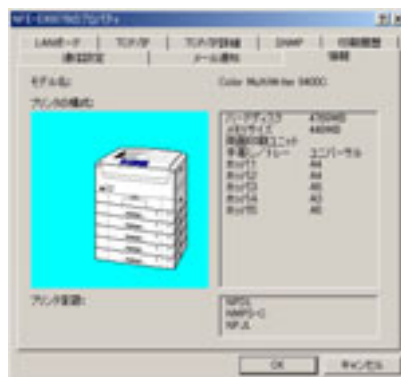 LANボード TCP/IP TCP/IP詳細 SNMP 印刷履歴
通信設定 メール通知 情報
モデル名: Color MultiWriter 9400C
プリンタの構成:
ハードディスク
メモリサイズ 448MB
両面印刷ユニット
手差し/トレー ユニバーサル
ホッパ1 A4
ホッパ2 A4
ホッパ3
ホッパ4 A3
ホッパ5
プリンタ言語:
NPDL
NMPS-C
NPJL
OK キャンセル